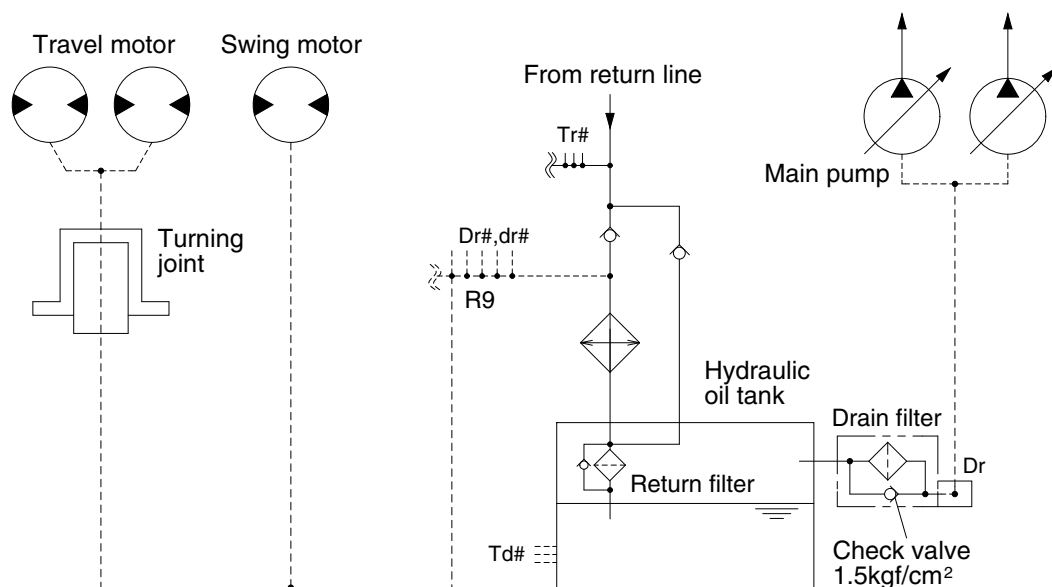 Travel motor
Swing motor
From return line
Tr#
Main pump
Turning
joint
Dr#,dr#
R9
Hydraulic
oil tank
Drain filter
Dr
Return filter
Td#
Check valve
1.5kgf/cm²